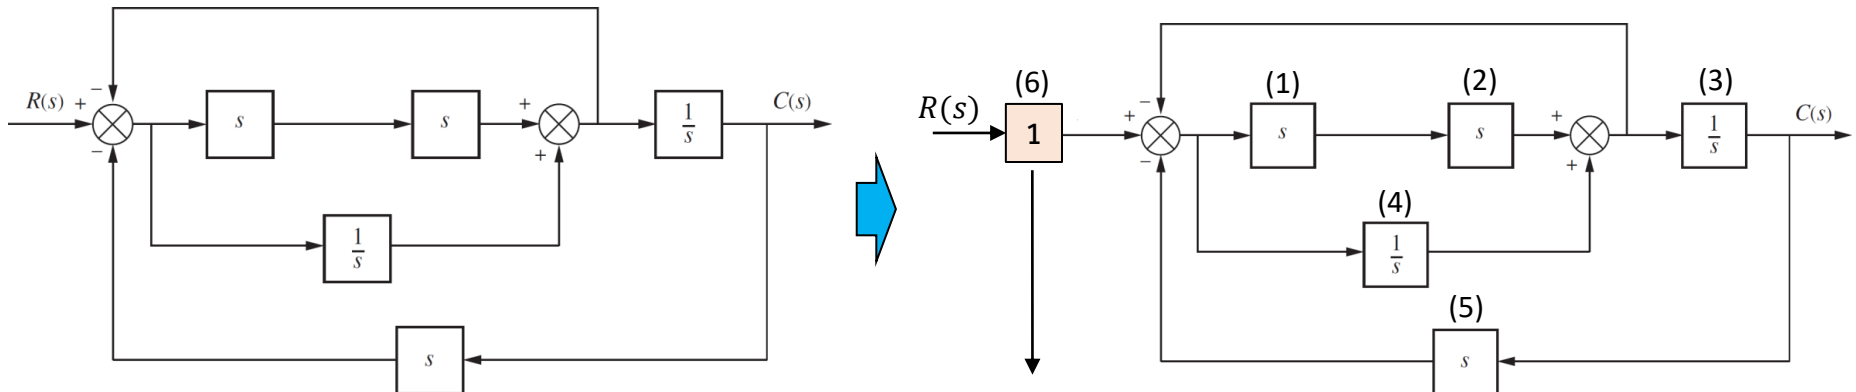 R(s) +
−
−
s
s
+
+
1/s
C(s)
1/s
s
R(s)
(6)
1
+
−
−
(1)
s
(2)
s
+
+
(3)
1/s
C(s)
(4)
1/s
(5)
s